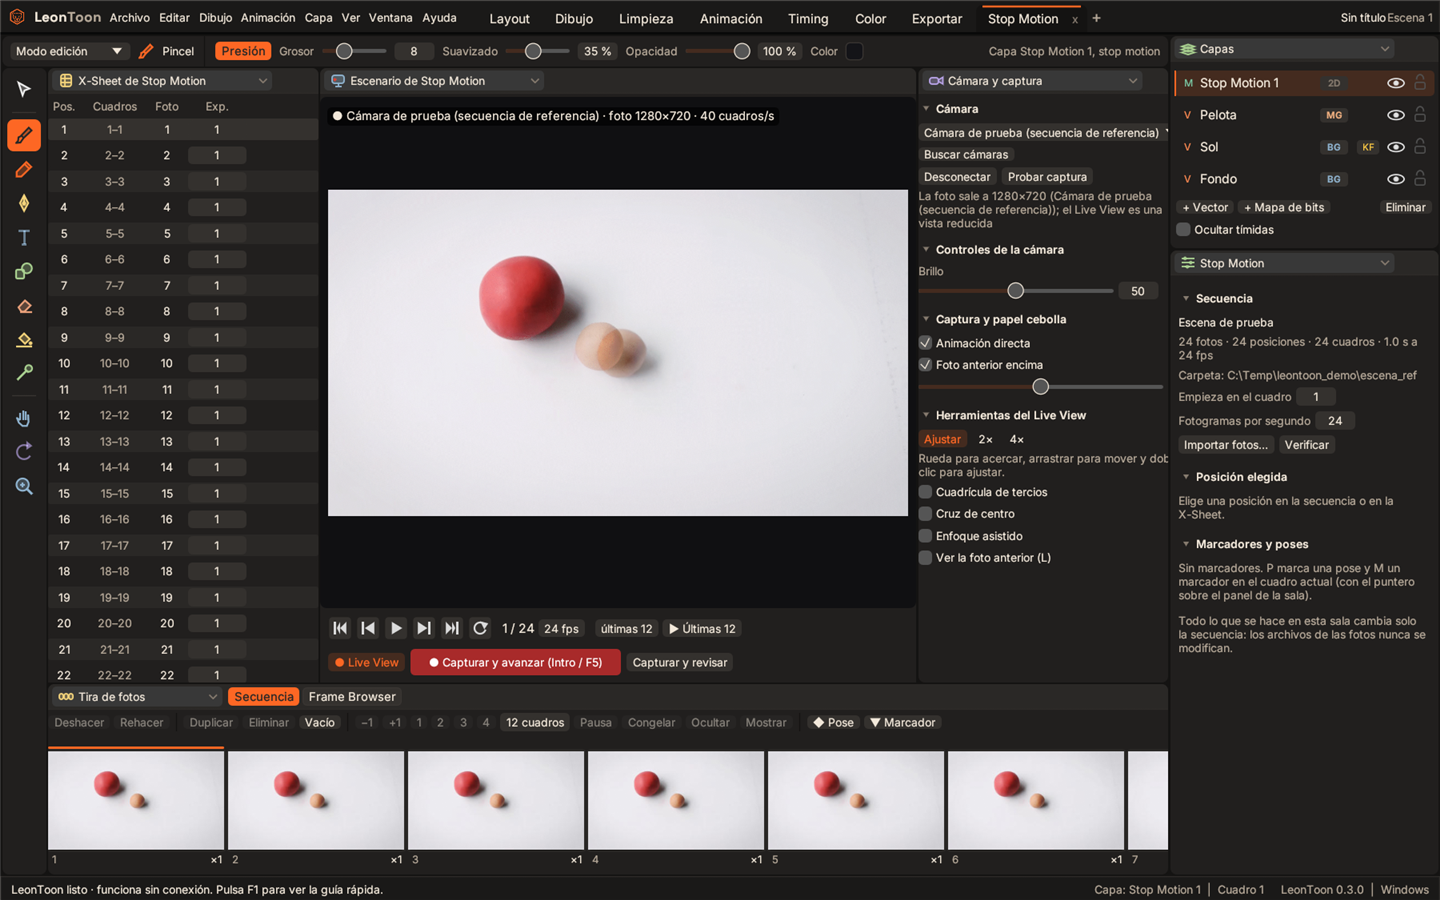 LeonToon Archivo Editar Dibujo Animación Capa Ver Ventana Ayuda Layout Dibujo Limpieza Animación Timing Color Exportar Stop Motion x + Sin título Escena 1
Modo edición Pincel Presión Grosor 8 Suavizado 35 % Opacidad 100 % Color Capa Stop Motion 1, stop motion
X-Sheet de Stop Motion
Pos. Cuadros Foto Exp.
1 1–1 1 1
2 2–2 2 1
3 3–3 3 1
4 4–4 4 1
5 5–5 5 1
6 6–6 6 1
7 7–7 7 1
8 8–8 8 1
9 9–9 9 1
10 10–10 10 1
11 11–11 11 1
12 12–12 12 1
13 13–13 13 1
14 14–14 14 1
15 15–15 15 1
16 16–16 16 1
17 17–17 17 1
18 18–18 18 1
19 19–19 19 1
20 20–20 20 1
21 21–21 21 1
22 22–22 22 1
Escenario de Stop Motion
Cámara de prueba (secuencia de referencia) · foto 1280×720 · 40 cuadros/s
1 / 24 24 fps últimas 12 ▶ Últimas 12
● Live View ● Capturar y avanzar (Intro / F5) Capturar y revisar
Cámara y captura
Cámara
Cámara de prueba (secuencia de referencia)
Buscar cámaras
Desconectar Probar captura
La foto sale a 1280×720 (Cámara de prueba
(secuencia de referencia)); el Live View es una
vista reducida
Controles de la cámara
Brillo
50
Captura y papel cebolla
Animación directa
Foto anterior encima
Herramientas del Live View
Ajustar 2× 4×
Rueda para acercar, arrastrar para mover y dob
clic para ajustar.
Cuadrícula de tercios
Cruz de centro
Enfoque asistido
Ver la foto anterior (L)
Capas
M Stop Motion 1 2D
V Pelota MG
V Sol BG KF
V Fondo BG
+ Vector + Mapa de bits Eliminar
Ocultar tímidas
Stop Motion
Secuencia
Escena de prueba
24 fotos · 24 posiciones · 24 cuadros · 1.0 s a
24 fps
Carpeta: C:\Temp\leontoon_demo\escena_ref
Empieza en el cuadro 1
Fotogramas por segundo 24
Importar fotos... Verificar
Posición elegida
Elige una posición en la secuencia o en la
X-Sheet.
Marcadores y poses
Sin marcadores. P marca una pose y M un
marcador en el cuadro actual (con el puntero
sobre el panel de la sala).
Todo lo que se hace en esta sala cambia solo
la secuencia: los archivos de las fotos nunca se
modifican.
Tira de fotos Secuencia Frame Browser
Deshacer Rehacer Duplicar Eliminar Vacío −1 +1 1 2 3 4 12 cuadros Pausa Congelar Ocultar Mostrar ◆ Pose ▼ Marcador
1 ×1 2 ×1 3 ×1 4 ×1 5 ×1 6 ×1 7
LeonToon listo · funciona sin conexión. Pulsa F1 para ver la guía rápida. Capa: Stop Motion 1 | Cuadro 1 LeonToon 0.3.0 | Windows